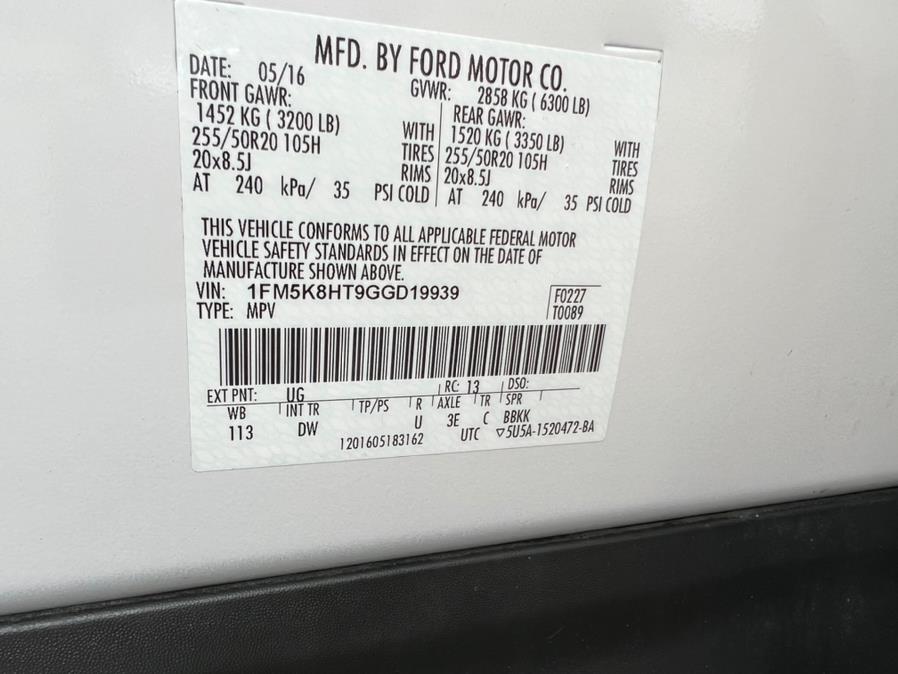 MFD. BY FORD MOTOR CO.
DATE: 05/16 GVWR: 2858 KG ( 6300 LB)
FRONT GAWR: REAR GAWR:
1452 KG ( 3200 LB) WITH 1520 KG ( 3350 LB) WITH
255/50R20 105H TIRES 255/50R20 105H TIRES
20x8.5J RIMS 20x8.5J RIMS
AT 240 kPa/ 35 PSI COLD AT 240 kPa/ 35 PSI COLD
THIS VEHICLE CONFORMS TO ALL APPLICABLE FEDERAL MOTOR
VEHICLE SAFETY STANDARDS IN EFFECT ON THE DATE OF
MANUFACTURE SHOWN ABOVE.
VIN: 1FM5K8HT9GGD19939 F0227
TYPE: MPV T0089
EXT PNT: UG RC: 13 DSO:
WB INT TR TP/PS R AXLE TR SPR
113 DW U 3E C BBKK
1201605183162 UTC ▽5U5A-1520472-BA